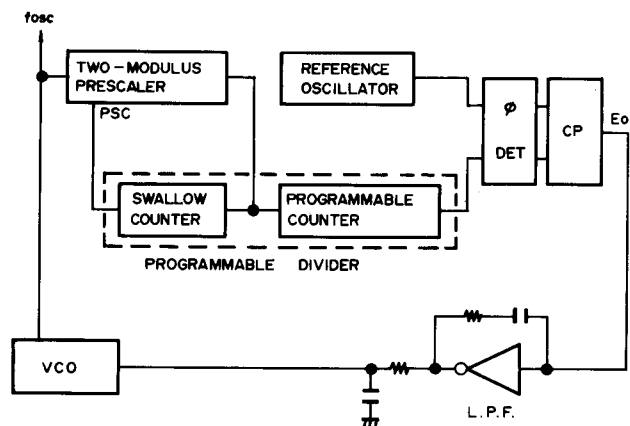 fosc
TWO-MODULUS
PRESCALER
PSC
REFERENCE
OSCILLATOR
φ
DET
CP
Eo
SWALLOW
COUNTER
PROGRAMMABLE
COUNTER
PROGRAMMABLE DIVIDER
VCO
L.P.F.